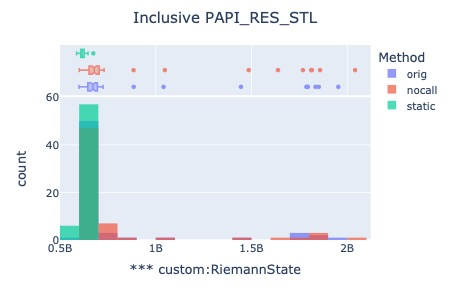 Inclusive PAPI_RES_STL
Method
orig
nocall
static
60
40
20
0
count
0.5B 1B 1.5B 2B
*** custom:RiemannState